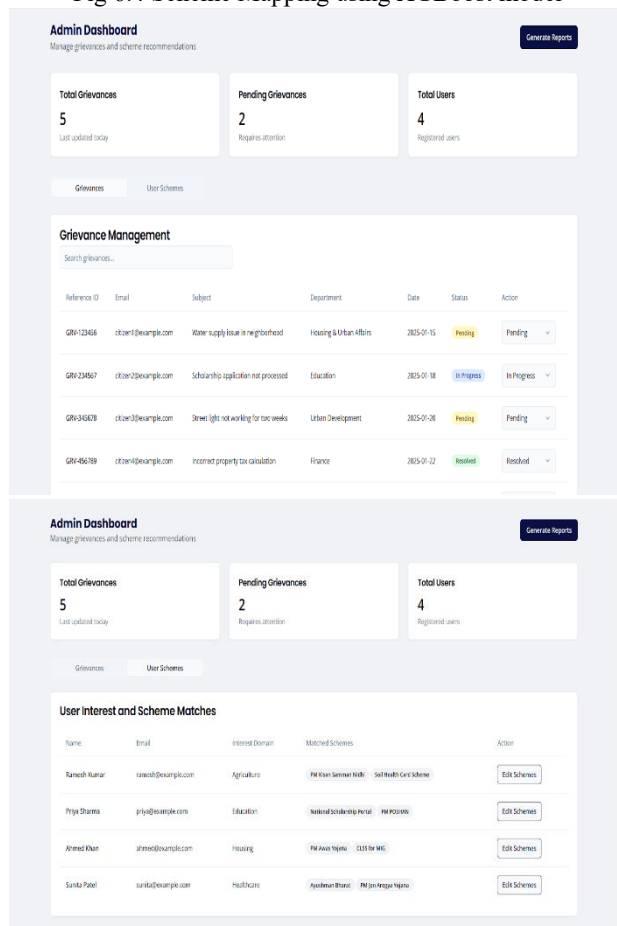 Fig 6.4 Scheme Mapping using XGBoost model
Admin Dashboard
Manage grievances and scheme recommendations
Generate Reports
Total Grievances
5
Last updated today
Pending Grievances
2
Requires attention
Total Users
4
Registered users
Grievances User Schemes
Grievance Management
Search grievances...
Reference ID Email Subject Department Date Status Action
GRV-123456 citizen1@example.com Water supply issue in neighborhood Housing & Urban Affairs 2025-01-15 Pending Pending
GRV-234567 citizen2@example.com Scholarship application not processed Education 2025-01-18 In Progress In Progress
GRV-345678 citizen3@example.com Street light not working for two weeks Urban Development 2025-01-20 Pending Pending
GRV-456789 citizen4@example.com Incorrect property tax calculation Finance 2025-01-22 Resolved Resolved
Admin Dashboard
Manage grievances and scheme recommendations
Generate Reports
Total Grievances
5
Last updated today
Pending Grievances
2
Requires attention
Total Users
4
Registered users
Grievances User Schemes
User Interest and Scheme Matches
Name Email Interest Domain Matched Schemes Action
Ramesh Kumar ramesh@example.com Agriculture PM Kisan Samman Nidhi Soil Health Card Scheme Edit Schemes
Priya Sharma priya@example.com Education National Scholarship Portal PM POSHAN Edit Schemes
Ahmed Khan ahmed@example.com Housing PM Awas Yojana CLSS for MIG Edit Schemes
Sunita Patel sunita@example.com Healthcare Ayushman Bharat PM Jan Arogya Yojana Edit Schemes